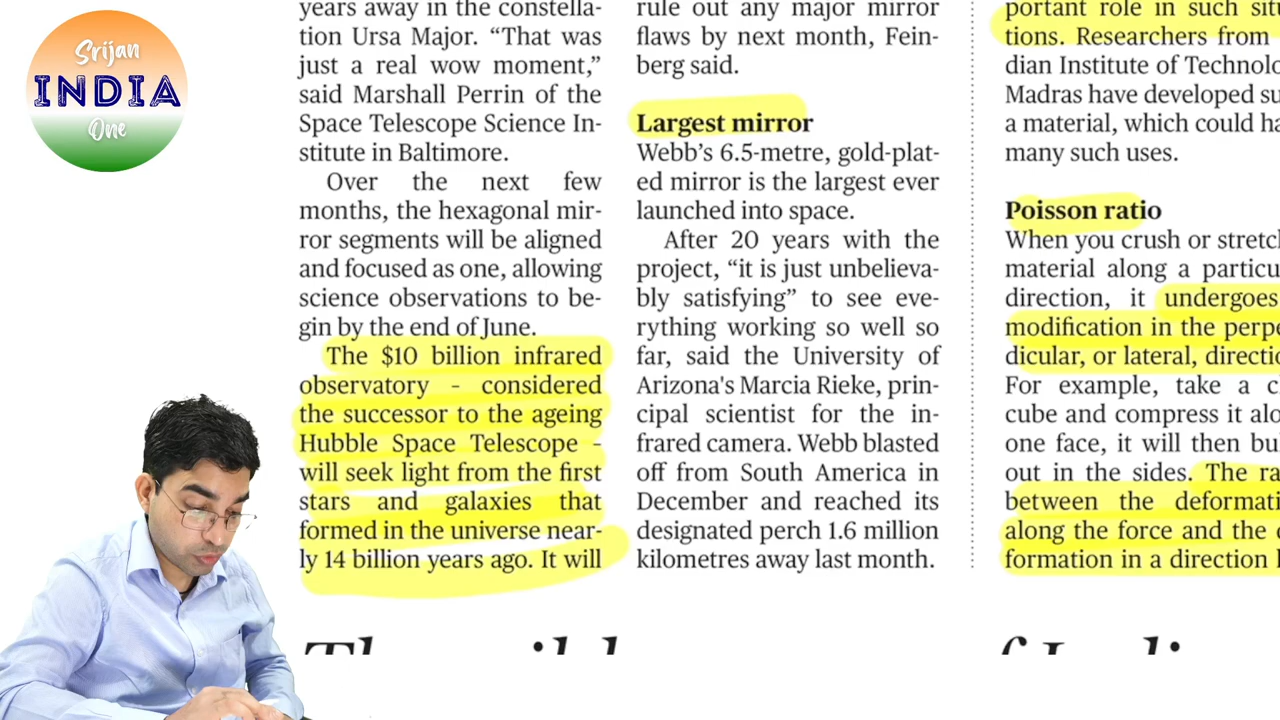 Srijan
INDIA
One
years away in the constella-
tion Ursa Major. “That was
just a real wow moment,”
said Marshall Perrin of the
Space Telescope Science In-
stitute in Baltimore.
Over the next few
months, the hexagonal mir-
ror segments will be aligned
and focused as one, allowing
science observations to be-
gin by the end of June.
The $10 billion infrared
observatory - considered
the successor to the ageing
Hubble Space Telescope -
will seek light from the first
stars and galaxies that
formed in the universe near-
ly 14 billion years ago. It will
rule out any major mirror
flaws by next month, Fein-
berg said.
Largest mirror
Webb’s 6.5-metre, gold-plat-
ed mirror is the largest ever
launched into space.
After 20 years with the
project, “it is just unbelieva-
bly satisfying” to see eve-
rything working so well so
far, said the University of
Arizona's Marcia Rieke, prin-
cipal scientist for the in-
frared camera. Webb blasted
off from South America in
December and reached its
designated perch 1.6 million
kilometres away last month.
portant role in such situ
tions. Researchers from
dian Institute of Technolo
Madras have developed su
a material, which could ha
many such uses.
Poisson ratio
When you crush or stretch
material along a particu
direction, it undergoes
modification in the perpe
dicular, or lateral, directio
For example, take a c
cube and compress it alo
one face, it will then bu
out in the sides. The ra
between the deformati
along the force and the
formation in a direction